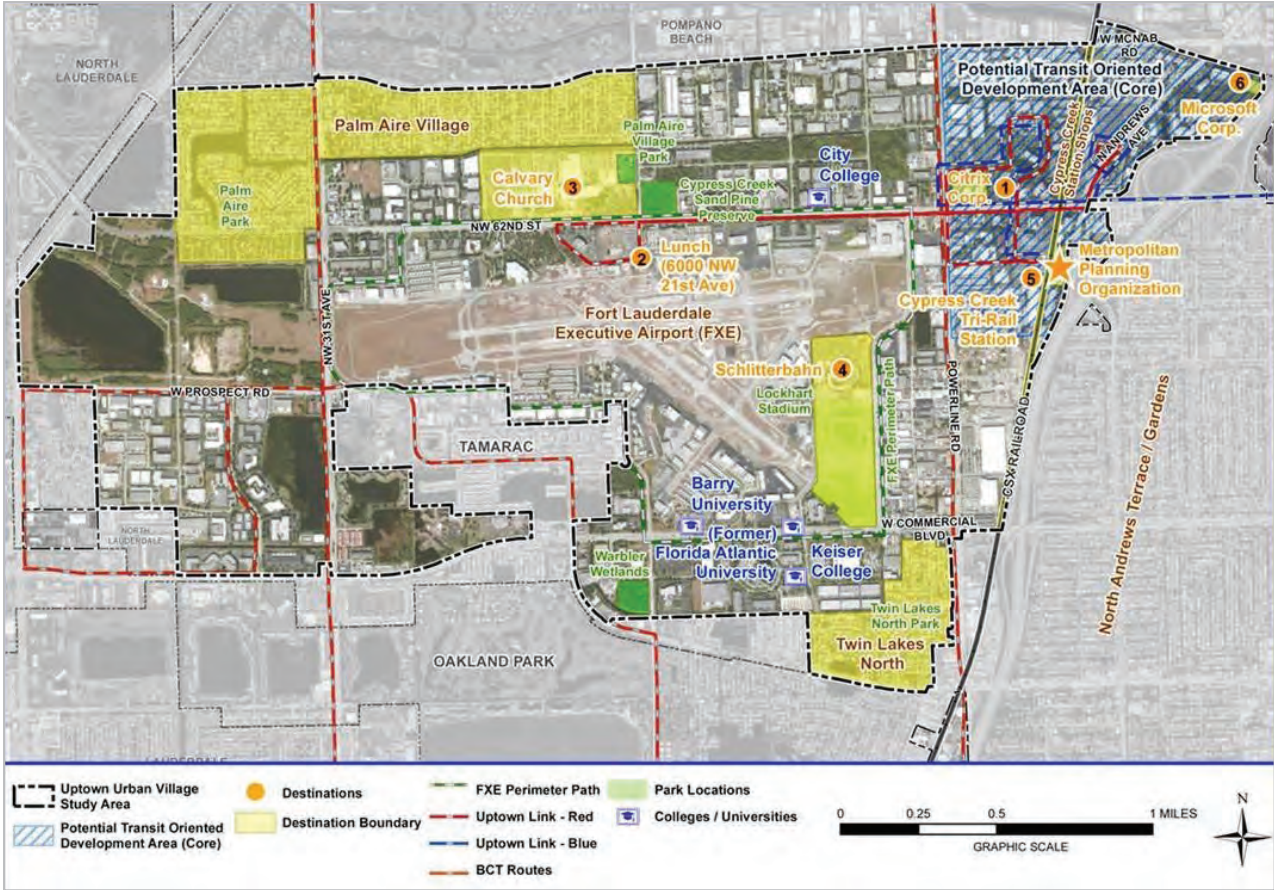 POMPANO
BEACH
NORTH
LAUDERDALE
W MCNAB
RD
Potential Transit Oriented
Development Area (Core)
6
Microsoft
Corp.
Palm Aire Village
Palm Aire
Village
Park
Cypress Creek
Station Shops
N ANDREWS
AVE
City
College
Calvary
Church
3
Palm
Aire
Park
Cypress Creek
Sand Pine
Preserve
Citrix
Corp.
1
NW 62ND ST
2
Lunch
(6000 NW
21st Ave)
Metropolitan
Planning
Organization
5
Cypress Creek
Tri-Rail
Station
NW 31ST AVE
Fort Lauderdale
Executive Airport (FXE)
Schlitterbahn
4
Lockhart
Stadium
FXE Perimeter Path
POWERLINE RD
W PROSPECT RD
TAMARAC
CSX RAILROAD
North Andrews Terrace / Gardens
Barry
University
W COMMERCIAL
BLVD
NORTH
LAUDERDALE
(Former)
Florida Atlantic
University
Keiser
College
Warbler
Wetlands
Twin Lakes
North Park
Twin Lakes
North
OAKLAND PARK
LAUDERDALE
Uptown Urban Village
Study Area
Potential Transit Oriented
Development Area (Core)
Destinations
Destination Boundary
FXE Perimeter Path
Uptown Link - Red
Uptown Link - Blue
BCT Routes
Park Locations
Colleges / Universities
0 0.25 0.5 1 MILES
GRAPHIC SCALE
N